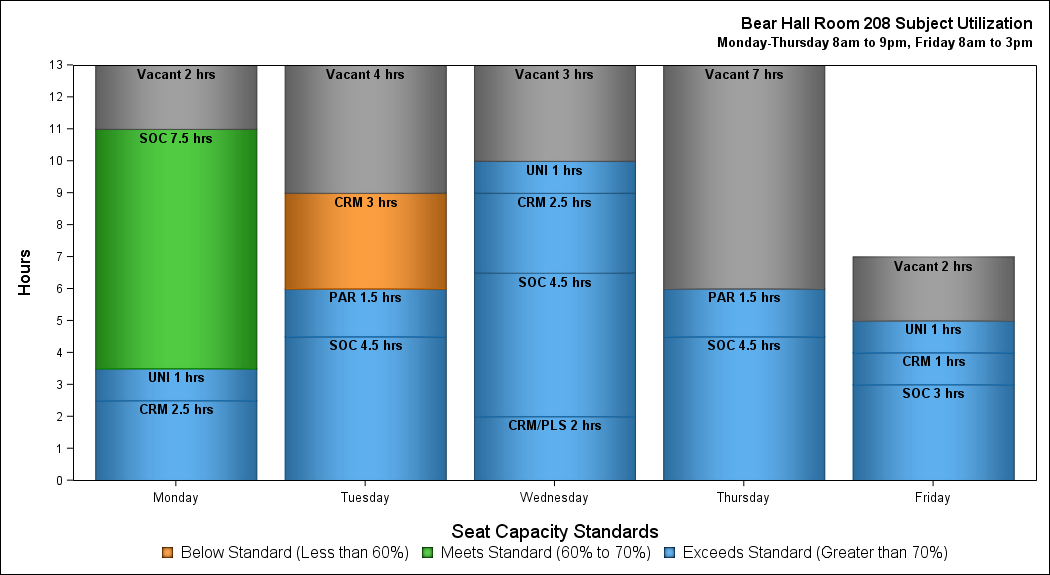 Bear Hall Room 208 Subject Utilization
Monday-Thursday 8am to 9pm, Friday 8am to 3pm
Hours
13
12
11
10
9
8
7
6
5
4
3
2
1
0
Vacant 2 hrs
SOC 7.5 hrs
UNI 1 hrs
CRM 2.5 hrs
Vacant 4 hrs
CRM 3 hrs
PAR 1.5 hrs
SOC 4.5 hrs
Vacant 3 hrs
UNI 1 hrs
CRM 2.5 hrs
SOC 4.5 hrs
CRM/PLS 2 hrs
Vacant 7 hrs
PAR 1.5 hrs
SOC 4.5 hrs
Vacant 2 hrs
UNI 1 hrs
CRM 1 hrs
SOC 3 hrs
Monday Tuesday Wednesday Thursday Friday
Seat Capacity Standards
Below Standard (Less than 60%) Meets Standard (60% to 70%) Exceeds Standard (Greater than 70%)